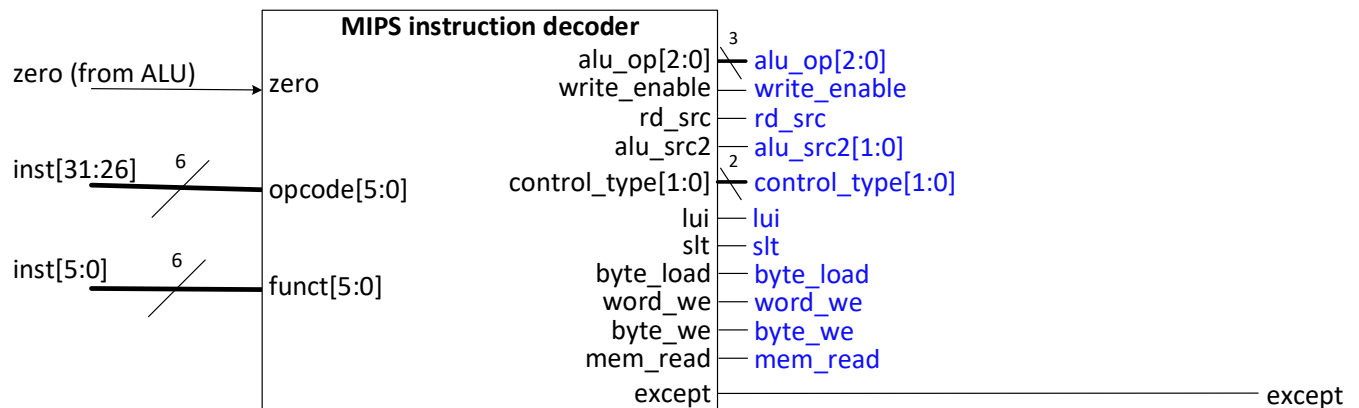 MIPS instruction decoder
zero (from ALU)
zero
inst[31:26]
6
opcode[5:0]
inst[5:0]
6
funct[5:0]
alu_op[2:0]
3
alu_op[2:0]
write_enable
write_enable
rd_src
rd_src
alu_src2
alu_src2[1:0]
control_type[1:0]
2
control_type[1:0]
lui
lui
slt
slt
byte_load
byte_load
word_we
word_we
byte_we
byte_we
mem_read
mem_read
except
except